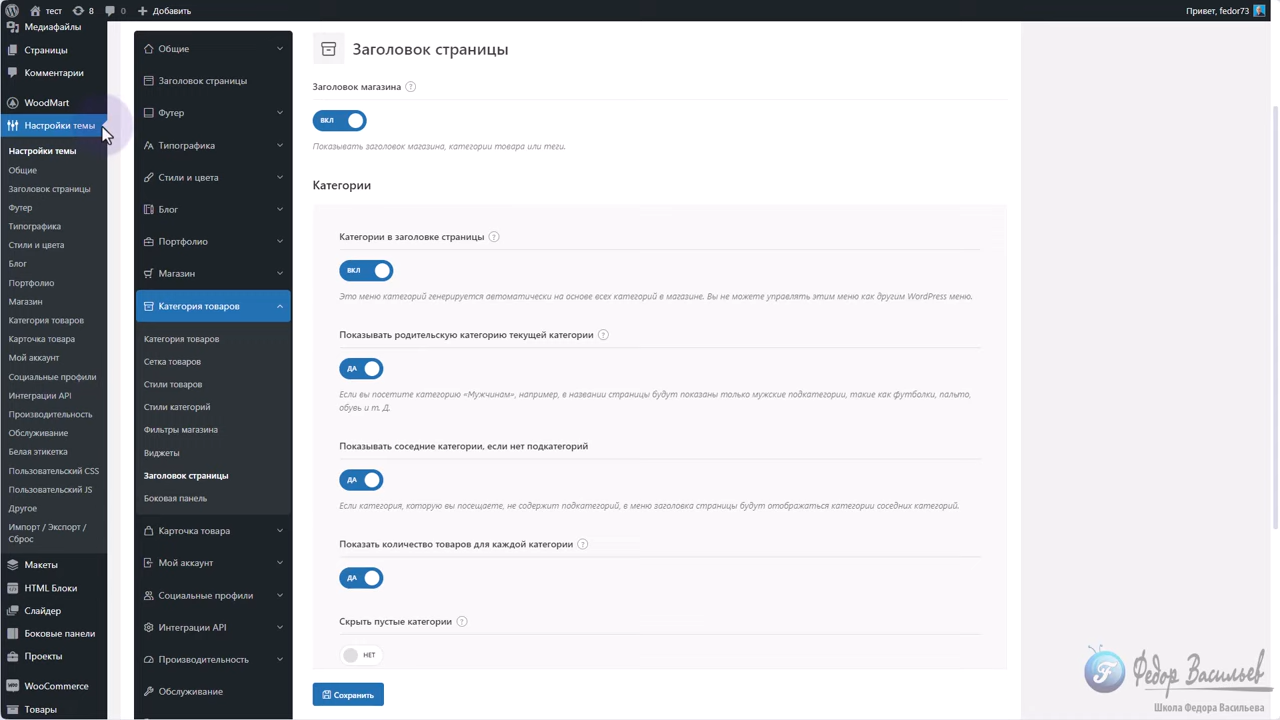 тест 8 0 Добавить Привет, fedor73
Медиафайлы
Страницы
Комментарии
WoodMart
Настройки темы
Настройки темы
Общие
Заголовок страницы
Футер
Типографика
Стили и цвета
Блог
Портфолио
Магазин
Категория товаров
Карточка товара
Мой аккаунт
Социальные профили
Интеграции API
Производительность
Обслуживание
Белая этикетка
Пользовательский CSS
Пользовательский JS
Другое
Импорт / Экспорт /
Сброс
Макеты
HTML Блоки
Слайдер
Боковые панели
Проекты
WooCommerce
Товары
Общие
Заголовок страницы
Футер
Типографика
Стили и цвета
Блог
Портфолио
Магазин
Категория товаров
Категория товаров
Сетка товаров
Стили товаров
Стили категорий
Фильтры магазина
Виджеты
Заголовок страницы
Боковая панель
Карточка товара
Мой аккаунт
Социальные профили
Интеграции API
Производительность
Обслуживание
Заголовок страницы
Заголовок магазина ?
ВКЛ
Показывать заголовок магазина, категории товара или теги.
Категории
Категории в заголовке страницы ?
ВКЛ
Это меню категорий генерируется автоматически на основе всех категорий в магазине. Вы не можете управлять этим меню как другим WordPress меню.
Показывать родительскую категорию текущей категории ?
ДА
Если вы посетите категорию «Мужчинам», например, в названии страницы будут показаны только мужские подкатегории, такие как футболки, пальто,
обувь и т. Д.
Показывать соседние категории, если нет подкатегорий
ДА
Если категория, которую вы посещаете, не содержит подкатегорий, в меню заголовка страницы будут отображаться категории соседних категорий.
Показать количество товаров для каждой категории ?
ДА
Скрыть пустые категории ?
НЕТ
Сохранить
Федор Васильев
Школа Федора Васильева